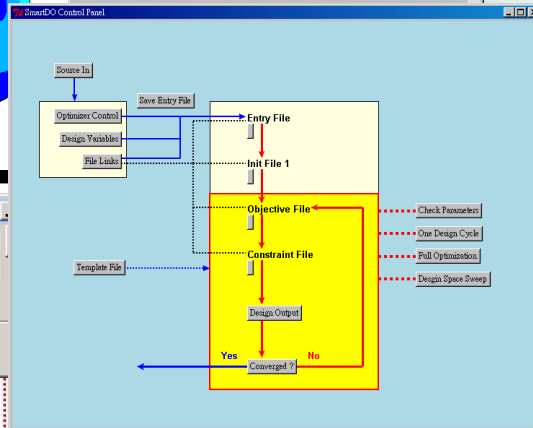 SmartDO Control Panel
Source In
Save Entry File
Optimizer Control
Design Variables
File Links
Entry File
Init File 1
Objective File
Constraint File
Template File
Design Output
Yes
Converged ?
No
Check Parameters
One Design Cycle
Full Optimization
Desgin Space Sweep